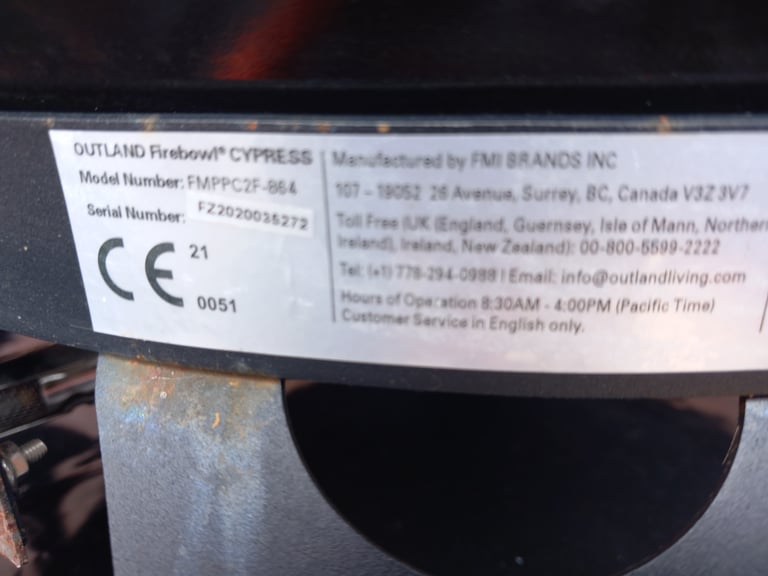 OUTLAND Firebowl® CYPRESS
Model Number: FMPPC2F-864
Serial Number: FZ2020035272
CE 21
0051
Manufactured by FMI BRANDS INC
107 - 19052 26 Avenue, Surrey, BC, Canada V3Z 3V7
Toll Free (UK (England, Guernsey, Isle of Mann, Northern
Ireland), Ireland, New Zealand): 00-800-5599-2222
Tel: (+1) 778-294-0988 | Email: info@outlandliving.com
Hours of Operation 8:30AM - 4:00PM (Pacific Time)
Customer Service in English only.